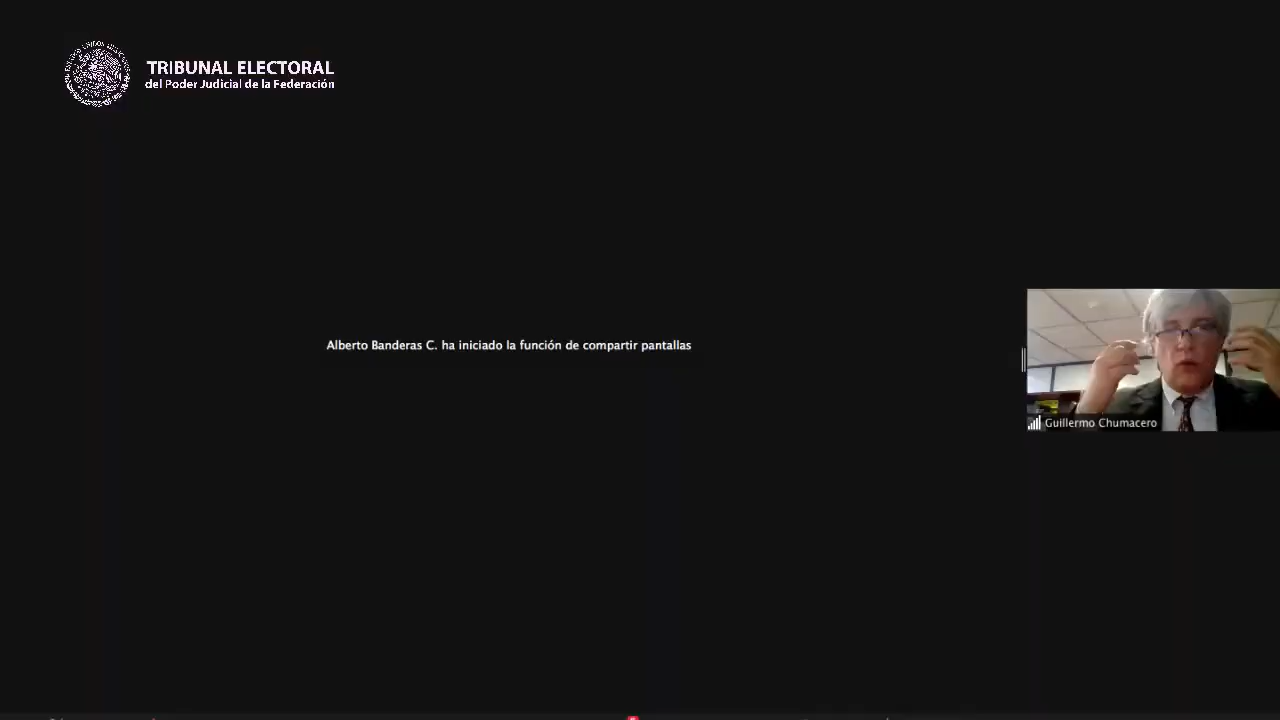 TRIBUNAL ELECTORAL
del Poder Judicial de la Federación
Alberto Banderas C. ha iniciado la función de compartir pantallas
Guillermo Chumacero